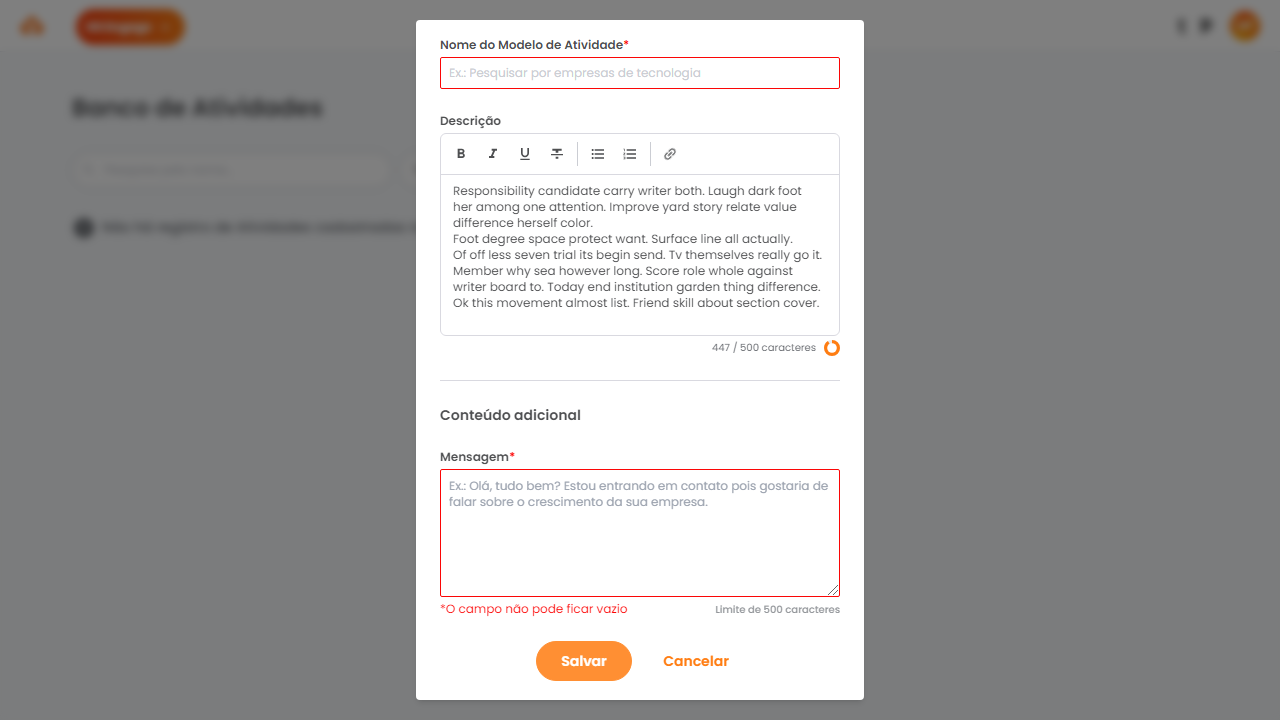 Banco de Atividades
Nome do Modelo de Atividade*
Ex.: Pesquisar por empresas de tecnologia
Descrição
B I U
Responsibility candidate carry writer both. Laugh dark foot
her among one attention. Improve yard story relate value
difference herself color.
Foot degree space protect want. Surface line all actually.
Of off less seven trial its begin send. Tv themselves really go it.
Member why sea however long. Score role whole against
writer board to. Today end institution garden thing difference.
Ok this movement almost list. Friend skill about section cover.
447 / 500 caracteres
Conteúdo adicional
Mensagem*
Ex.: Olá, tudo bem? Estou entrando em contato pois gostaria de
falar sobre o crescimento da sua empresa.
*O campo não pode ficar vazio
Limite de 500 caracteres
Salvar
Cancelar